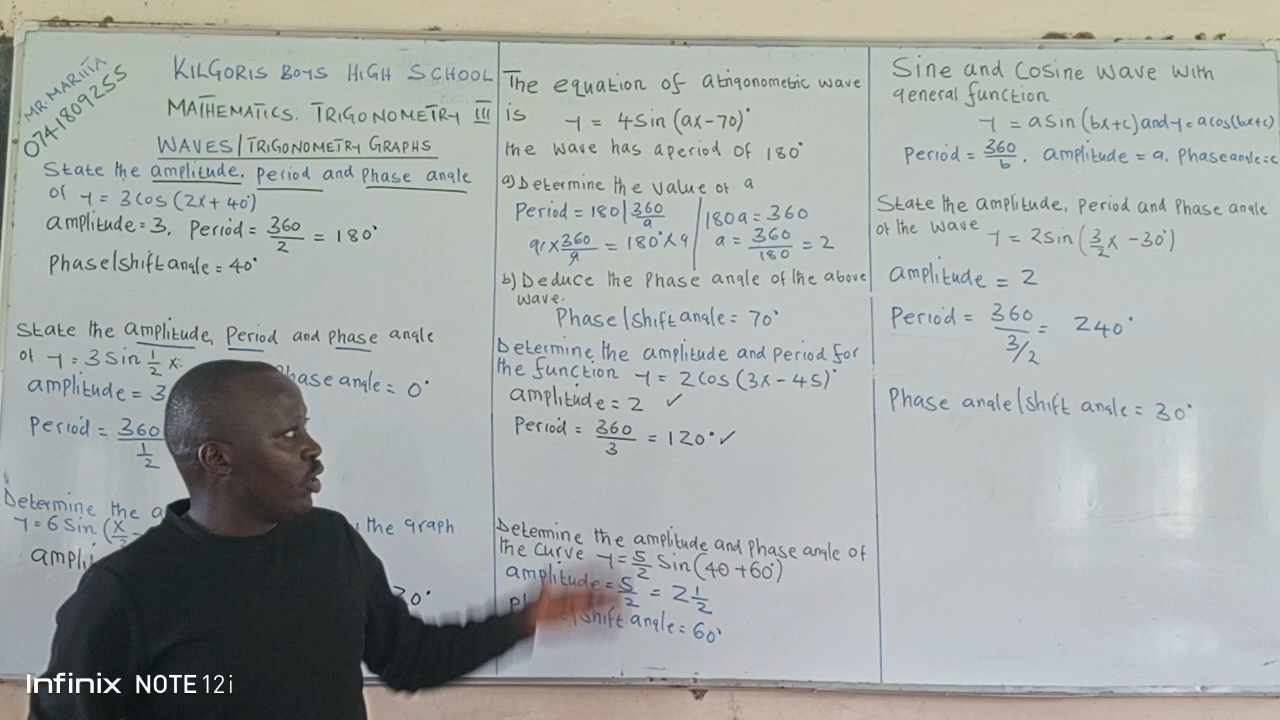 MR. MARITA
0741809255
KILGORIS BOYS HIGH SCHOOL
MATHEMATICS: TRIGONOMETRY III
WAVES/TRIGONOMETRY GRAPHS
State the amplitude, period and phase angle
of y = 3cos(2x+40°)
amplitude=3, Period = 360/2 = 180°
Phase/shift angle = 40°
State the amplitude, Period and phase angle
of y = 3 Sin 1/2 x.
amplitude = 3 Phase angle = 0°
Period = 360/1/2
Determine the the graph
y = 6 Sin (x/2
The equation of a trigonometric wave
is y = 4sin(ax-70)°
the wave has a period of 180°
a) Determine the value of a
Period = 180 | 360/a 180a = 360
a x 360/a = 180° x a a = 360/180 = 2
b) Deduce the Phase angle of the above
wave.
Phase/shift angle = 70°
Determine the amplitude and period for
the function y = 2cos(3x-45)°
amplitude = 2 ✓
Period = 360/3 = 120° ✓
Determine the amplitude and phase angle of
the curve y = 5/2 Sin(4θ+60°)
amplitude = 5/2 = 2 1/2
/shift angle = 60°
Sine and Cosine Wave with
general function
y = a sin(bx+c) and y = a cos(bx+c)
Period = 360/b, amplitude = a, Phase angle = c
State the amplitude, Period and Phase angle
of the wave y = 2sin(3/2 x - 30°)
amplitude = 2
Period = 360/3/2 = 240°
Phase angle/shift angle = 30°
Infinix NOTE 12i